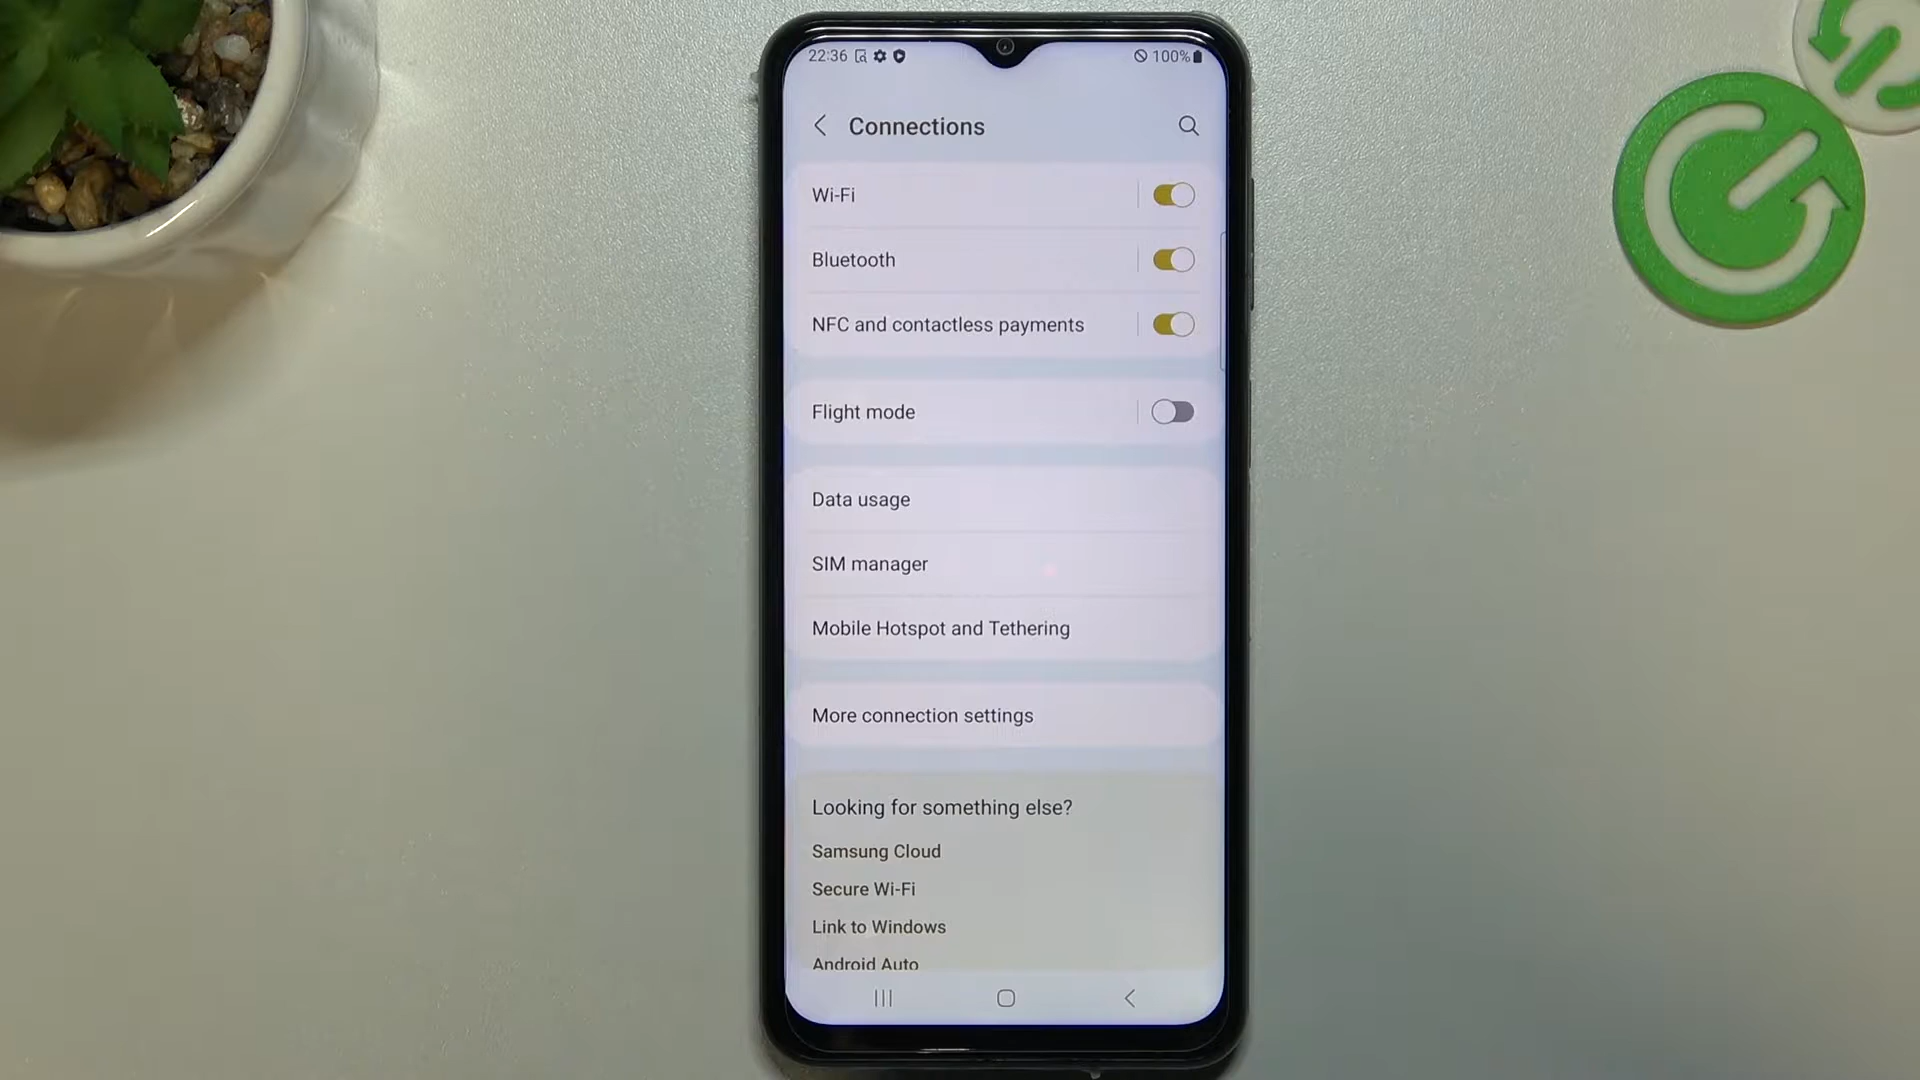 22:36 100%
Connections
Wi-Fi
Bluetooth
NFC and contactless payments
Flight mode
Data usage
SIM manager
Mobile Hotspot and Tethering
More connection settings
Looking for something else?
Samsung Cloud
Secure Wi-Fi
Link to Windows
Android Auto